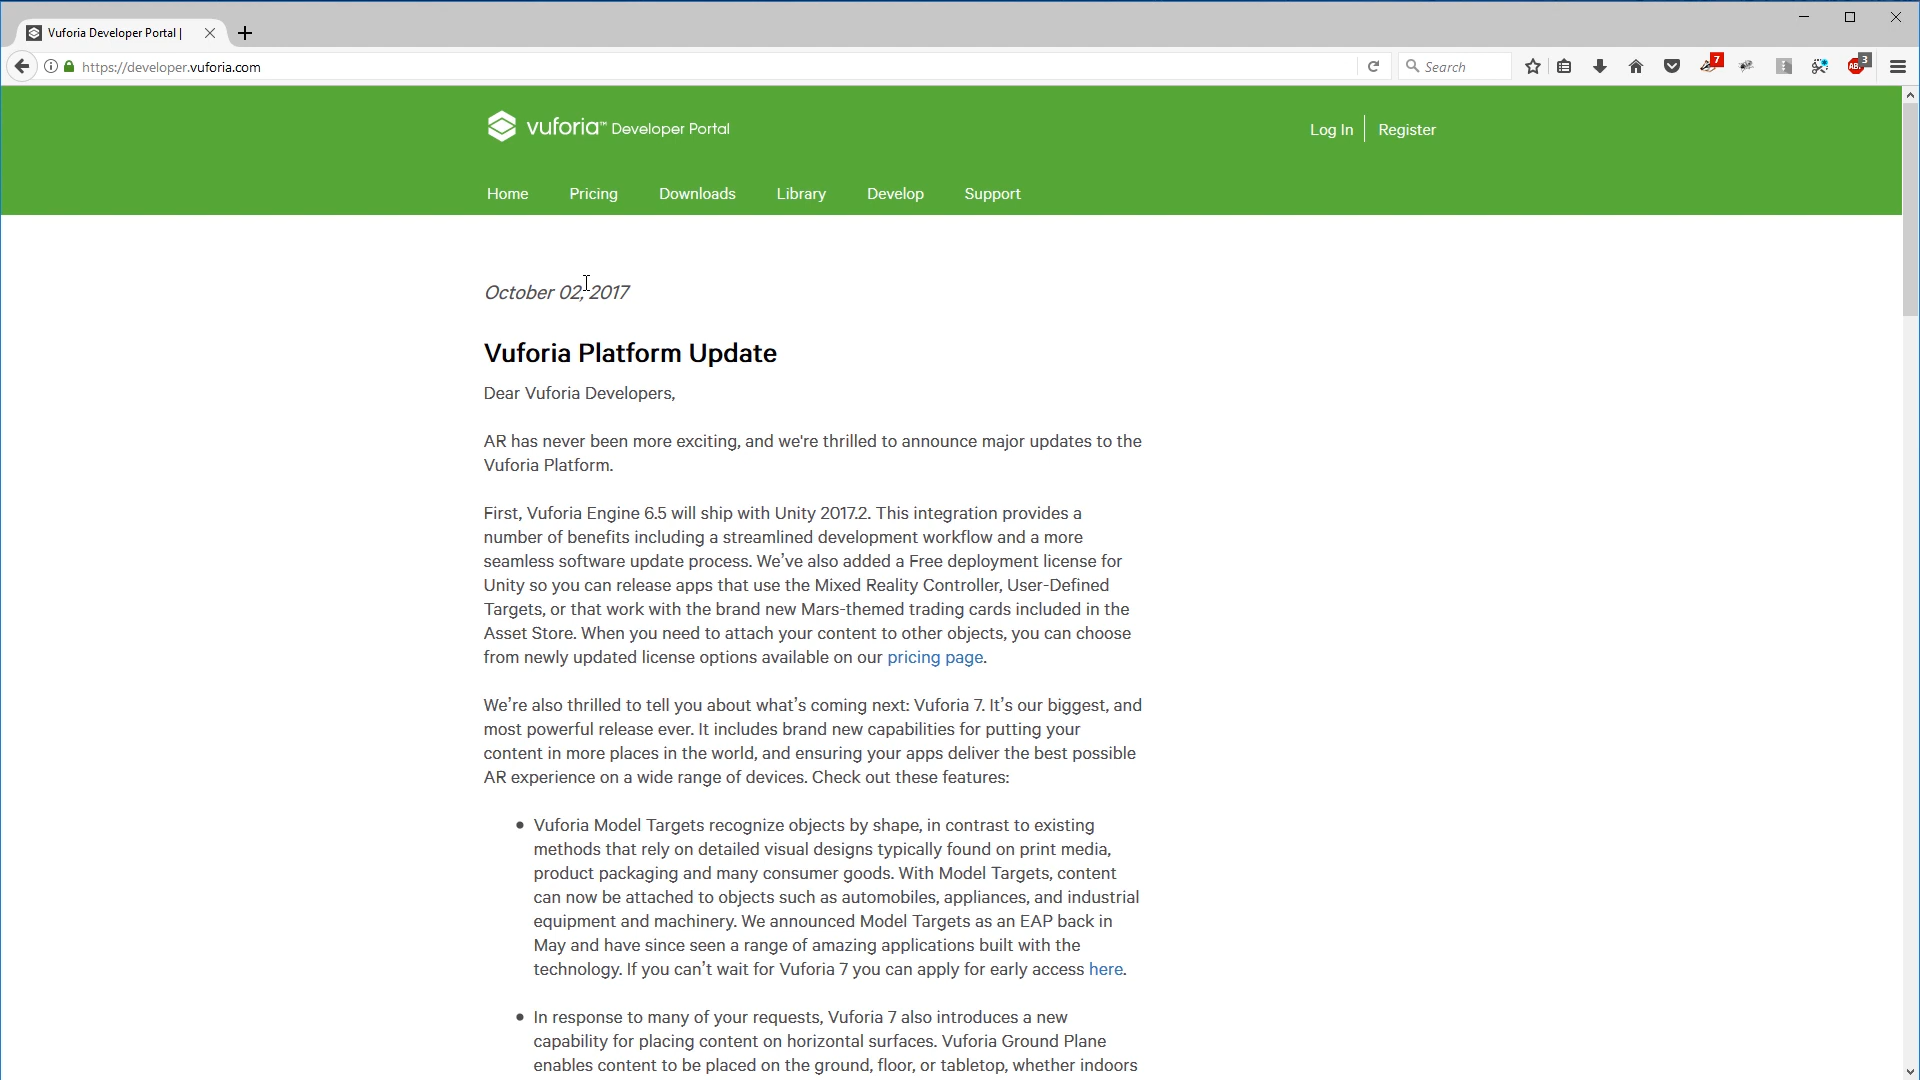 Vuforia Developer Portal |
https://developer.vuforia.com
Search
7
3
vuforia™ Developer Portal
Log In
Register
Home
Pricing
Downloads
Library
Develop
Support
October 02, 2017
Vuforia Platform Update
Dear Vuforia Developers,
AR has never been more exciting, and we're thrilled to announce major updates to the
Vuforia Platform.
First, Vuforia Engine 6.5 will ship with Unity 2017.2. This integration provides a
number of benefits including a streamlined development workflow and a more
seamless software update process. We’ve also added a Free deployment license for
Unity so you can release apps that use the Mixed Reality Controller, User-Defined
Targets, or that work with the brand new Mars-themed trading cards included in the
Asset Store. When you need to attach your content to other objects, you can choose
from newly updated license options available on our pricing page.
We’re also thrilled to tell you about what’s coming next: Vuforia 7. It’s our biggest, and
most powerful release ever. It includes brand new capabilities for putting your
content in more places in the world, and ensuring your apps deliver the best possible
AR experience on a wide range of devices. Check out these features:
• Vuforia Model Targets recognize objects by shape, in contrast to existing
methods that rely on detailed visual designs typically found on print media,
product packaging and many consumer goods. With Model Targets, content
can now be attached to objects such as automobiles, appliances, and industrial
equipment and machinery. We announced Model Targets as an EAP back in
May and have since seen a range of amazing applications built with the
technology. If you can’t wait for Vuforia 7 you can apply for early access here.
• In response to many of your requests, Vuforia 7 also introduces a new
capability for placing content on horizontal surfaces. Vuforia Ground Plane
enables content to be placed on the ground, floor, or tabletop, whether indoors